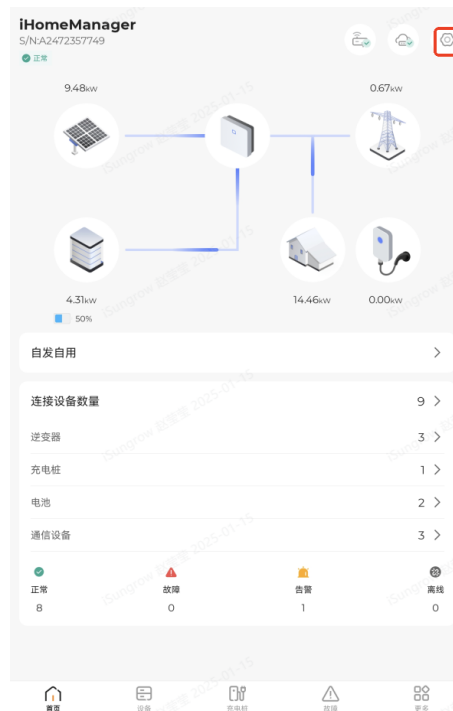 iHomeManager
S/N:A2472357749
正常
9.48kW
0.67kW
4.31kW
14.46kW
0.00kW
50%
自发自用
连接设备数量 9
逆变器 3
充电桩 1
电池 2
通信设备 3
正常 故障 告警 离线
8 0 1 0
首页 设备 充电桩 故障 更多